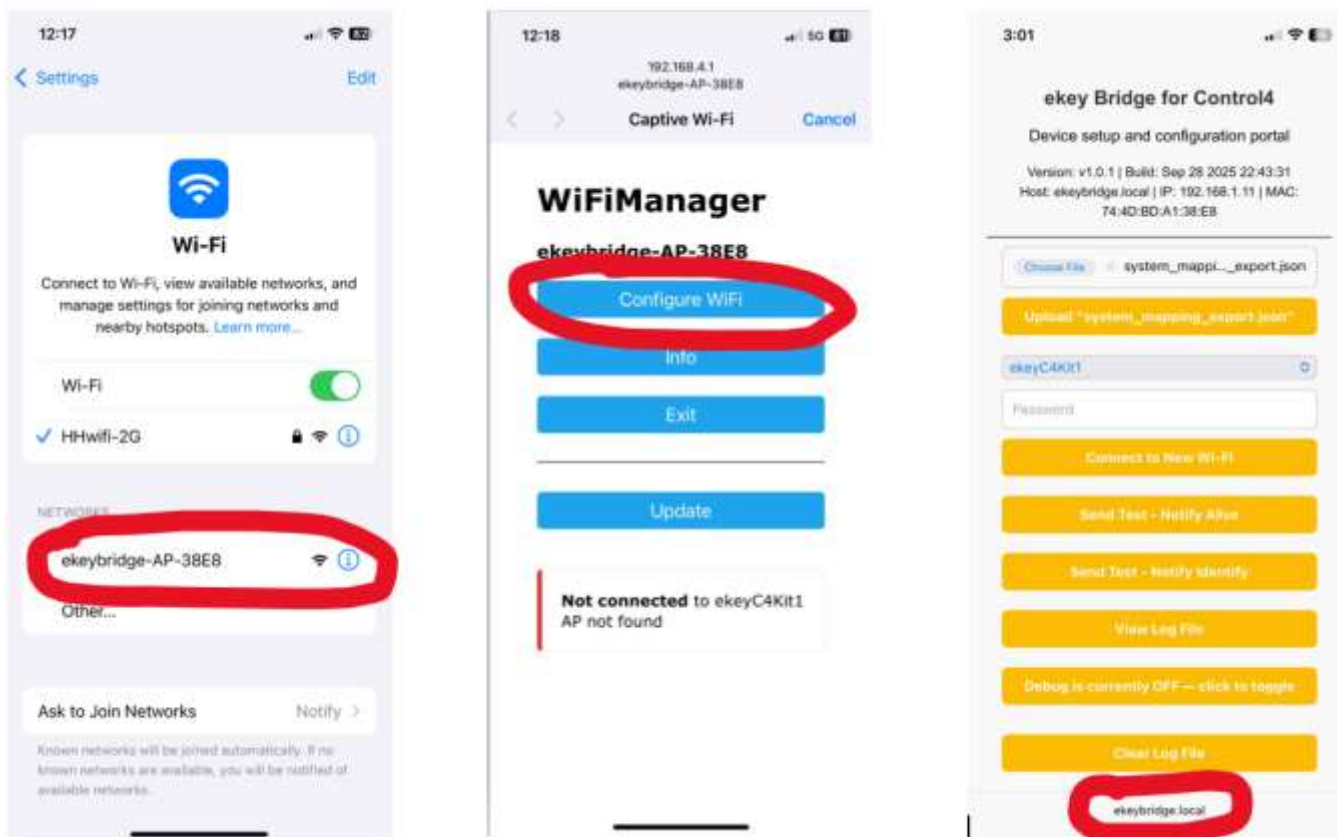 12:17
Settings
Edit
Wi-Fi
Connect to Wi-Fi, view available
networks, and
manage settings for joining networks and
nearby hotspots. Learn more...
Wi-Fi
HHwifi-2G
NETWORKS
ekeybridge-AP-38E8
Other...
Ask to Join Networks
Notify
Known networks will be joined automatically. If no
known networks are available, you will be notified of
available networks.
12:18
5G 81
192.168.4.1
ekeybridge-AP-38E8
Captive Wi-Fi
Cancel
WiFiManager
ekeybridge-AP-38E8
Configure WiFi
Info
Exit
Update
Not connected to ekeyC4Kit1
AP not found
3:01
ekey Bridge for Control4
Device setup and configuration portal
Version: v1.0.1 | Build: Sep 28 2025 22:43:31
Host: ekeybridge.local | IP: 192.168.1.11 | MAC:
74:4D:BD:A1:38:E8
Choose File
system_mappi..._export.json
Upload "system_mapping_export.json"
ekeyC4Kit1
Password
Connect to New Wi-Fi
Send Test - Notify Alive
Send Test - Notify Identify
View Log File
Debug is currently OFF — click to toggle
Clear Log File
ekeybridge.local